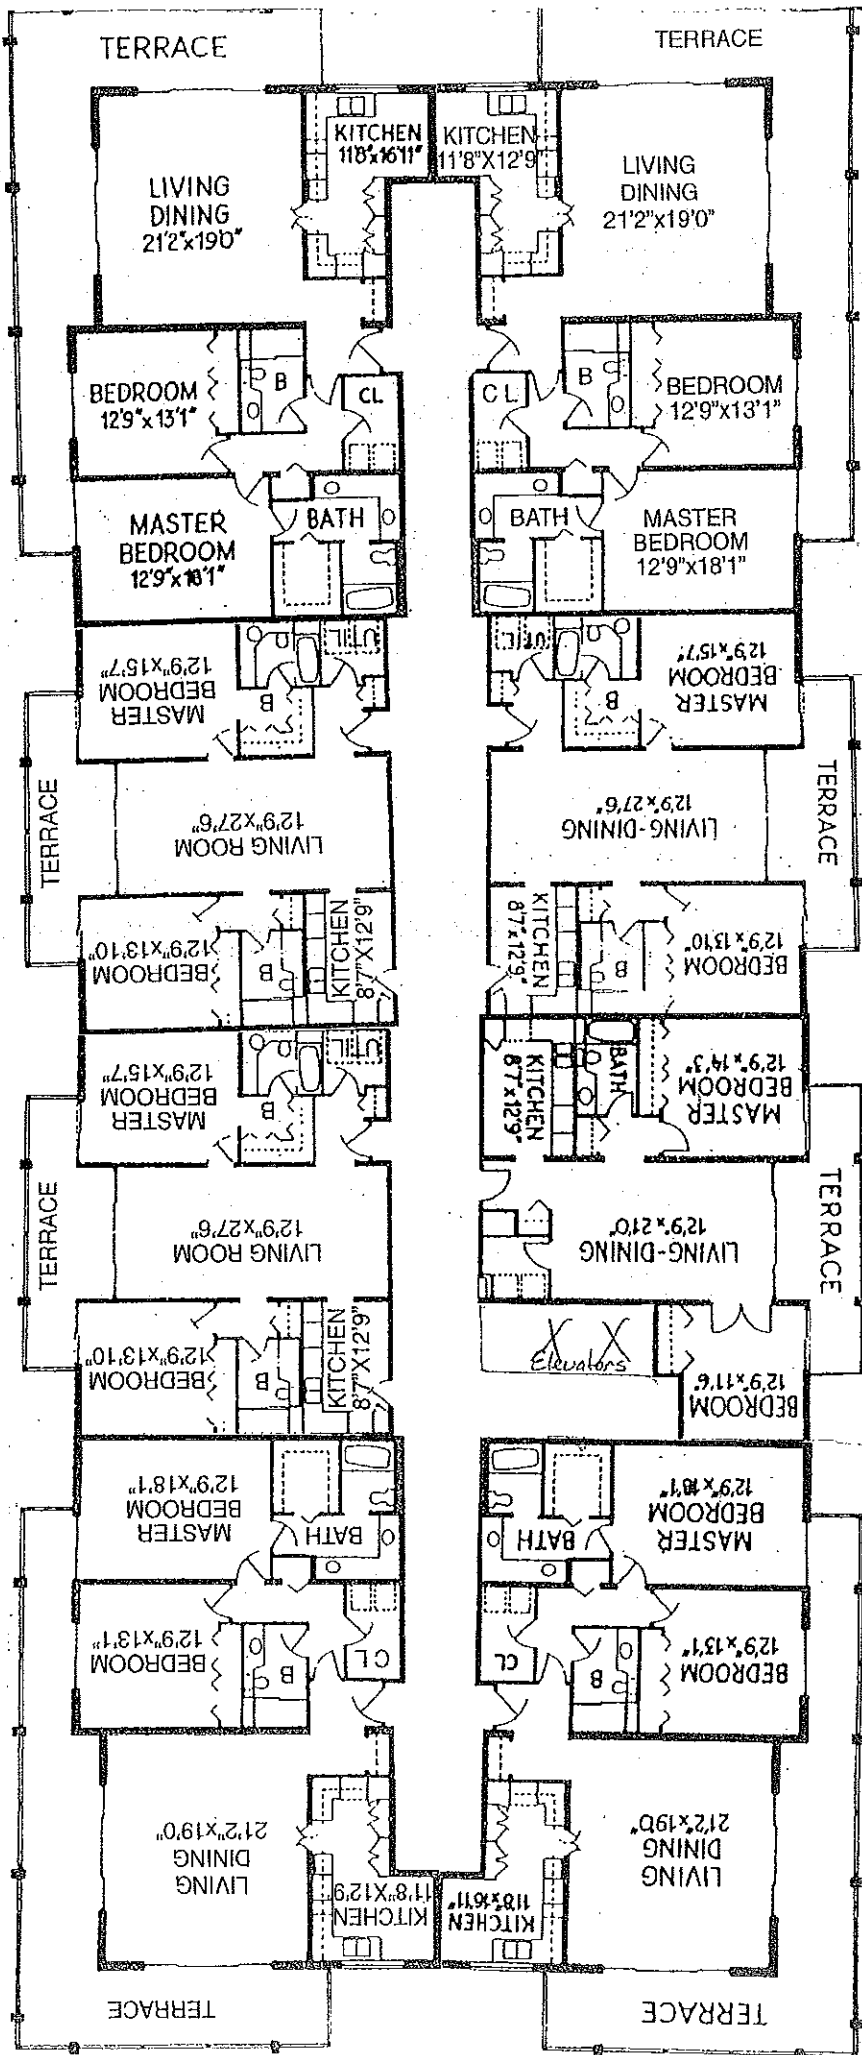 TERRACE
TERRACE
KITCHEN
11'8"x16'11"
KITCHEN
11'8"X12'9"
LIVING
DINING
21'2"x19'0"
LIVING
DINING
21'2"x19'0"
BEDROOM
12'9"x13'1"
B
CL
CL
B
BEDROOM
12'9"x13'1"
MASTER
BEDROOM
12'9"x18'1"
BATH
BATH
MASTER
BEDROOM
12'9"x18'1"
MASTER
BEDROOM
12'9"x15'7"
B
UTIL
UTIL
B
MASTER
BEDROOM
12'9"x15'7"
TERRACE
LIVING ROOM
12'9"x27'6"
LIVING-DINING
12'9"x27'6"
TERRACE
BEDROOM
12'9"x13'10"
B
KITCHEN
8'7"X12'9"
KITCHEN
8'7"x12'9"
B
BEDROOM
12'9"x13'10"
MASTER
BEDROOM
12'9"x15'7"
B
UTIL
KITCHEN
8'7"x12'9"
BATH
MASTER
BEDROOM
12'9"x14'3"
TERRACE
LIVING ROOM
12'9"x27'6"
LIVING-DINING
12'9"x21'0"
TERRACE
BEDROOM
12'9"x13'10"
B
KITCHEN
8'7"X12'9"
X X
Elevators
BEDROOM
12'9"x11'6"
MASTER
BEDROOM
12'9"x18'1"
BATH
BATH
MASTER
BEDROOM
12'9"x18'1"
BEDROOM
12'9"x13'1"
B
CL
CL
B
BEDROOM
12'9"x13'1"
LIVING
DINING
21'2"x19'0"
KITCHEN
11'8"X12'9"
KITCHEN
11'8"x16'11"
LIVING
DINING
21'2"x19'0"
TERRACE
TERRACE